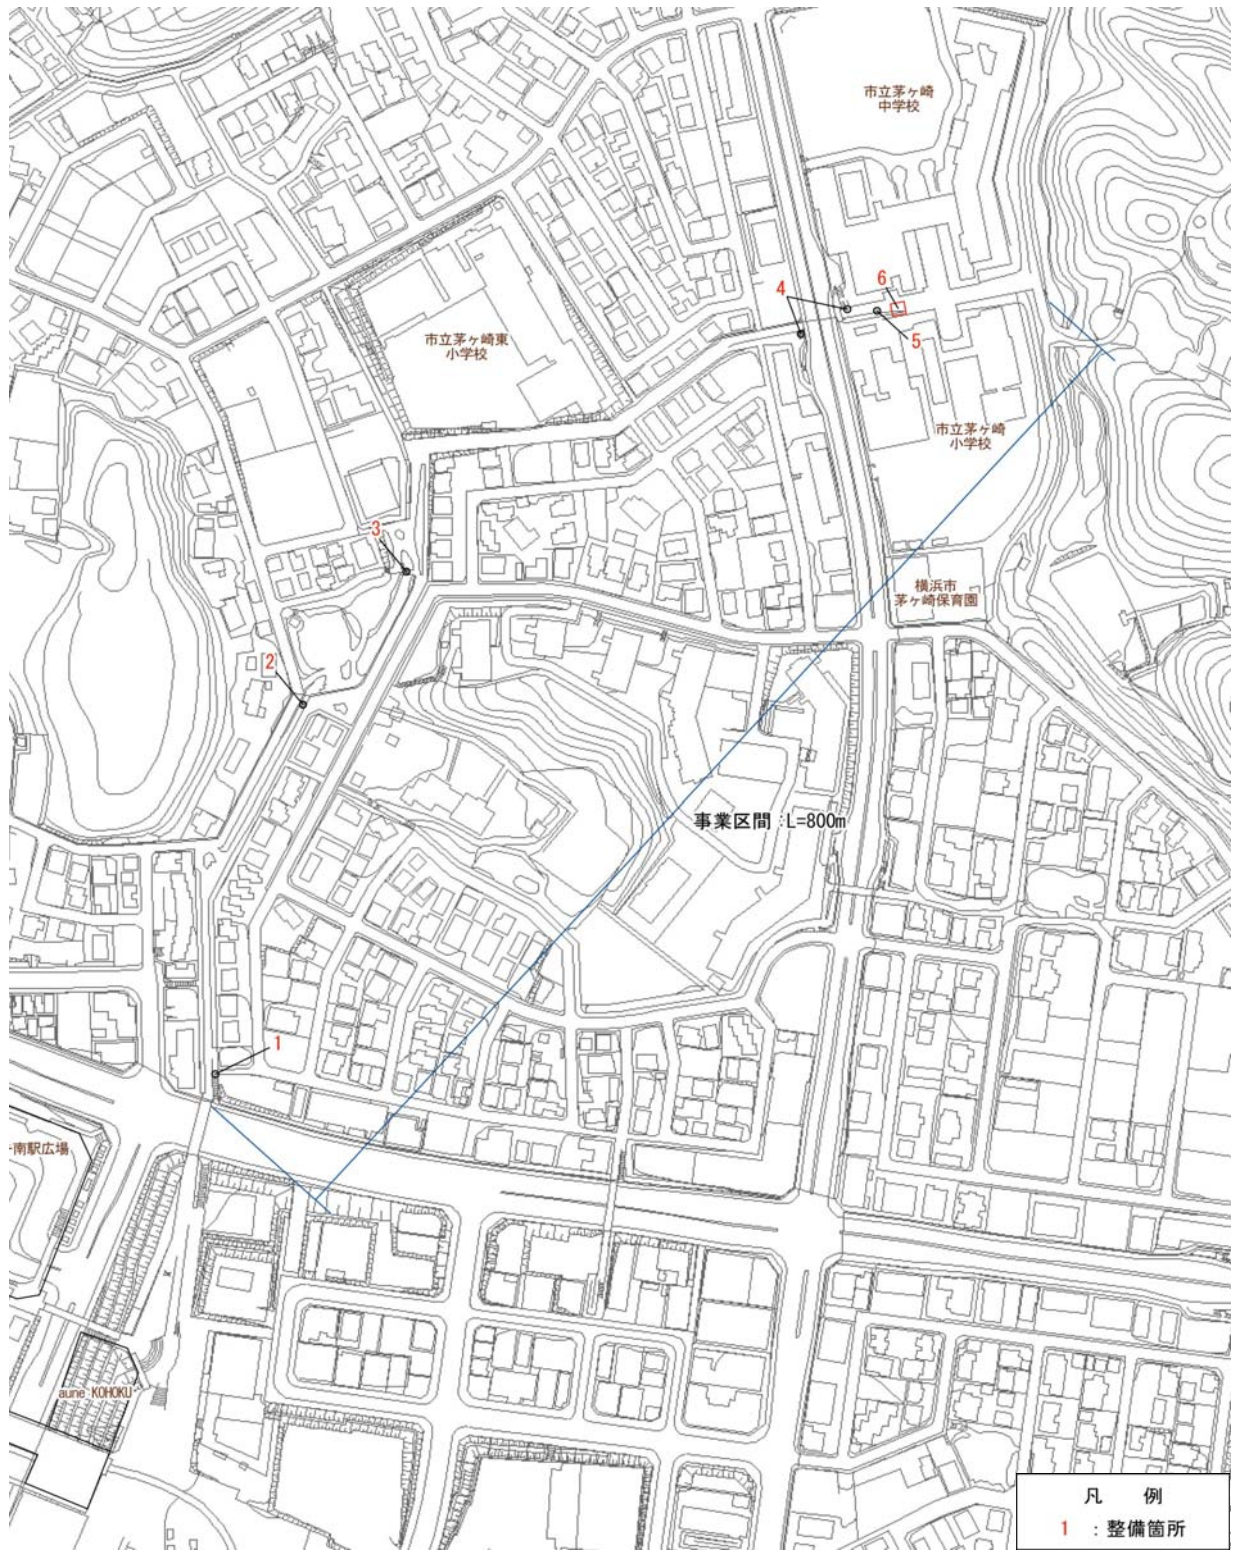 市立茅ヶ崎
中学校
6
4
5
市立茅ヶ崎東
小学校
市立茅ヶ崎
小学校
3
横浜市
茅ヶ崎保育園
2
事業区間:L=800m
1
南駅広場
aune KOHOKU
凡 例
1 :整備箇所